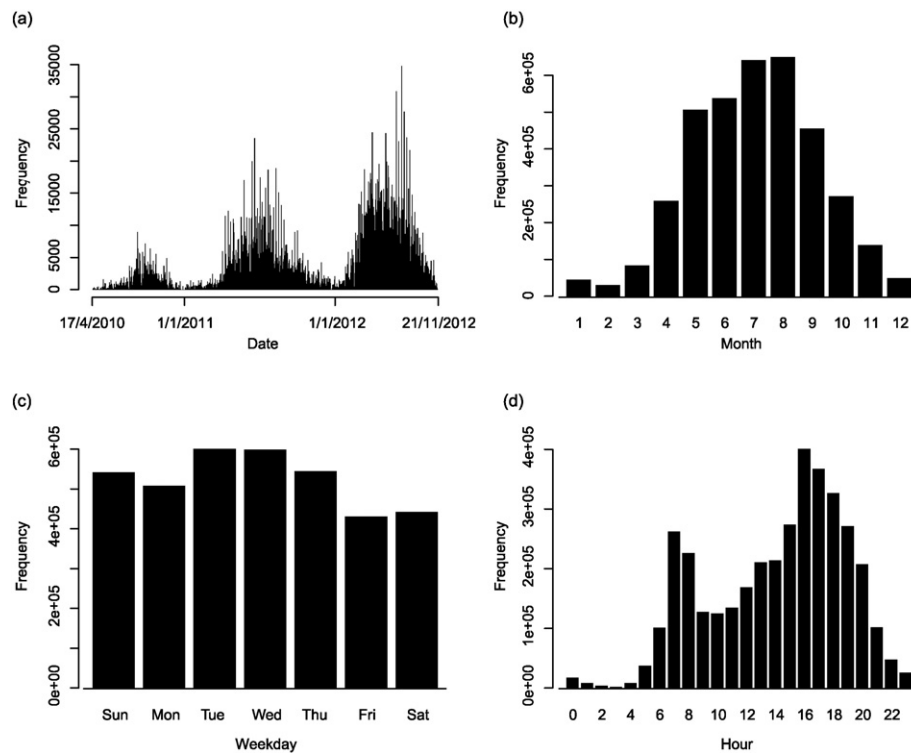 (a)
Frequency
0
5000
15000
25000
35000
17/4/2010 1/1/2011 1/1/2012 21/11/2012
Date
(b)
Frequency
0
2e+05
4e+05
6e+05
1 2 3 4 5 6 7 8 9 10 11 12
Month
(c)
Frequency
0e+00
2e+05
4e+05
6e+05
Sun Mon Tue Wed Thu Fri Sat
Weekday
(d)
Frequency
0e+00
1e+05
2e+05
3e+05
4e+05
0 2 4 6 8 10 12 14 16 18 20 22
Hour